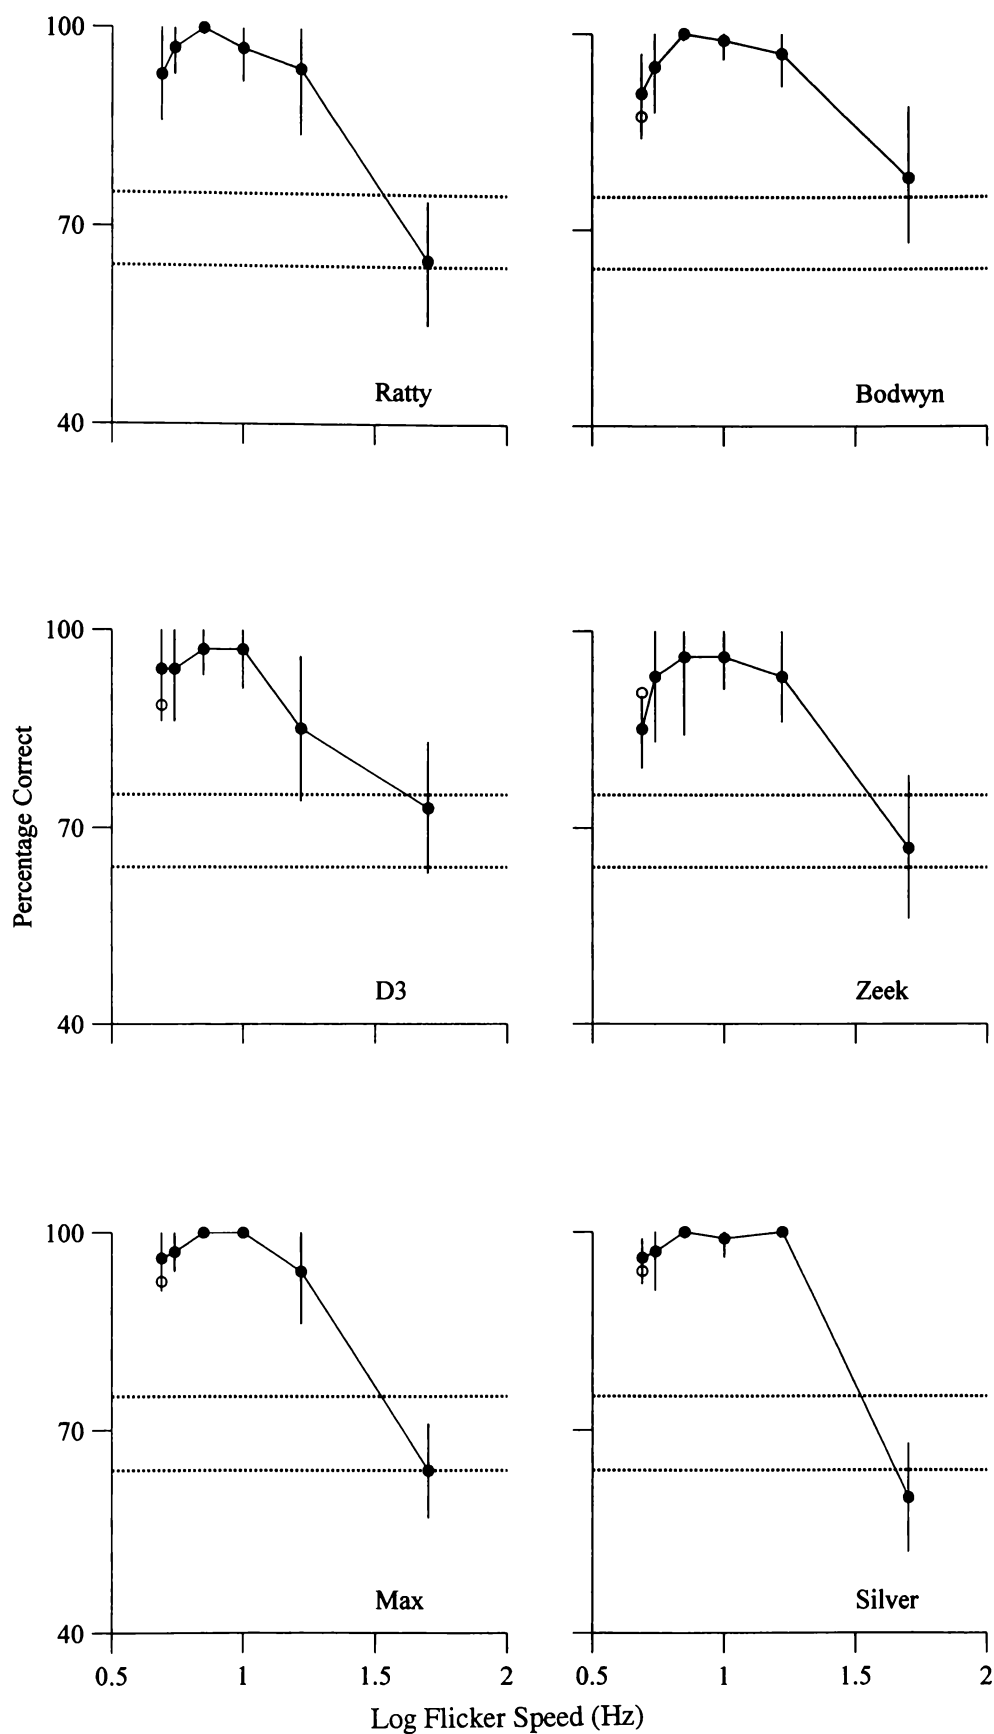 100
70
40
Ratty
Bodwyn
Percentage Correct
100
70
40
D3
Zeek
100
70
40
Max
Silver
0.5 1 1.5 2
0.5 1 1.5 2
Log Flicker Speed (Hz)